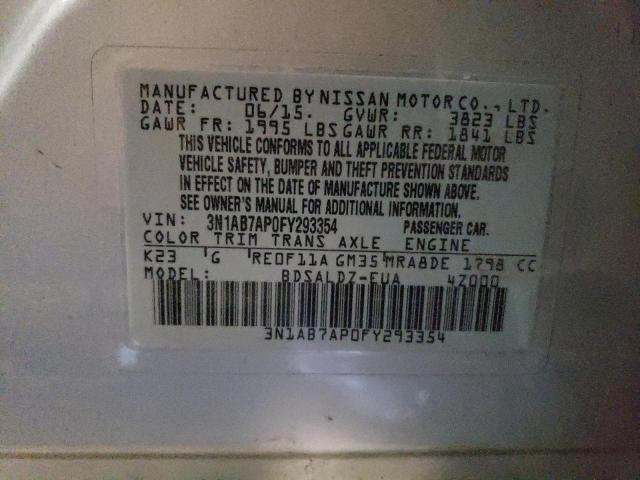 MANUFACTURED BY NISSAN MOTOR CO., LTD.
DATE: 06/15. GVWR: 3823 LBS
GAWR FR: 1995 LBS GAWR RR: 1841 LBS
THIS VEHICLE CONFORMS TO ALL APPLICABLE FEDERAL MOTOR
VEHICLE SAFETY, BUMPER AND THEFT PREVENTION STANDARDS
IN EFFECT ON THE DATE OF MANUFACTURE SHOWN ABOVE.
SEE OWNER'S MANUAL FOR ADDITIONAL INFORMATION.
VIN: 3N1AB7AP0FY293354 PASSENGER CAR.
COLOR TRIM TRANS AXLE ENGINE
K23 G RE0F11A GM35 MRA8DE 1798 CC
MODEL: BDSALDZ-EUA 4Z000
3N1AB7AP0FY293354